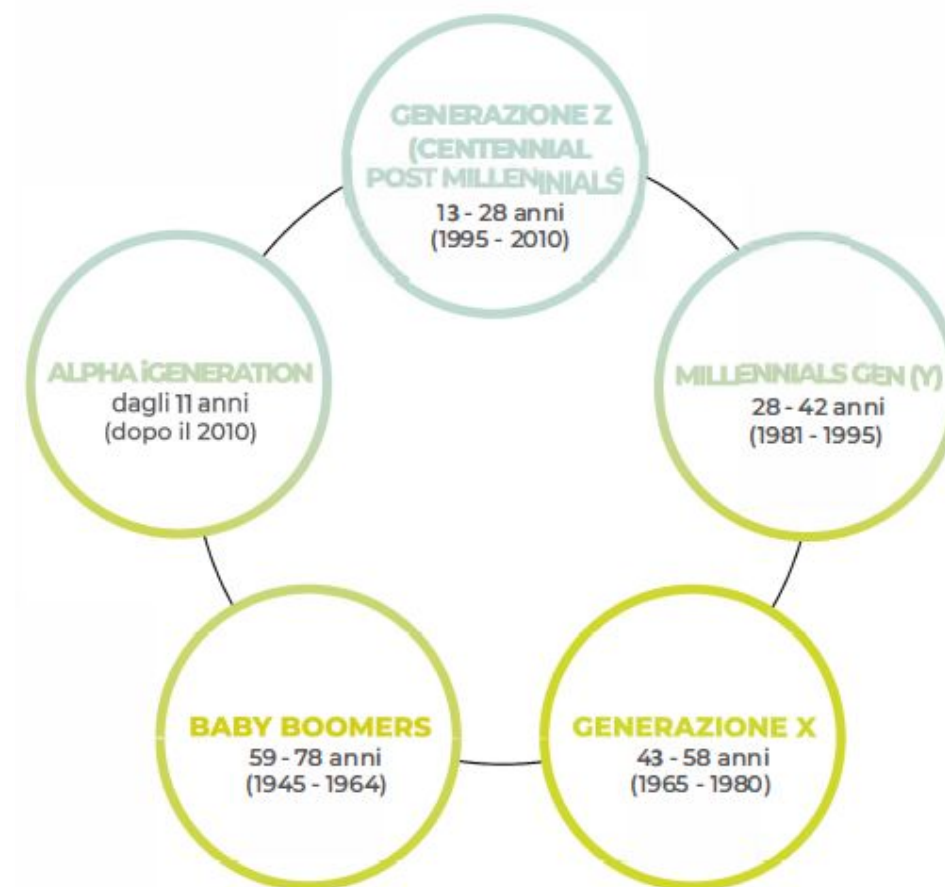 GENERAZIONE Z
(CENTENNIAL
POST MILLENINIALS
13 - 28 anni
(1995 - 2010)
ALPHA iGENERATION
dagli 11 anni
(dopo il 2010)
MILLENNIALS GEN (Y)
28 - 42 anni
(1981 - 1995)
BABY BOOMERS
59 - 78 anni
(1945 - 1964)
GENERAZIONE X
43 - 58 anni
(1965 - 1980)